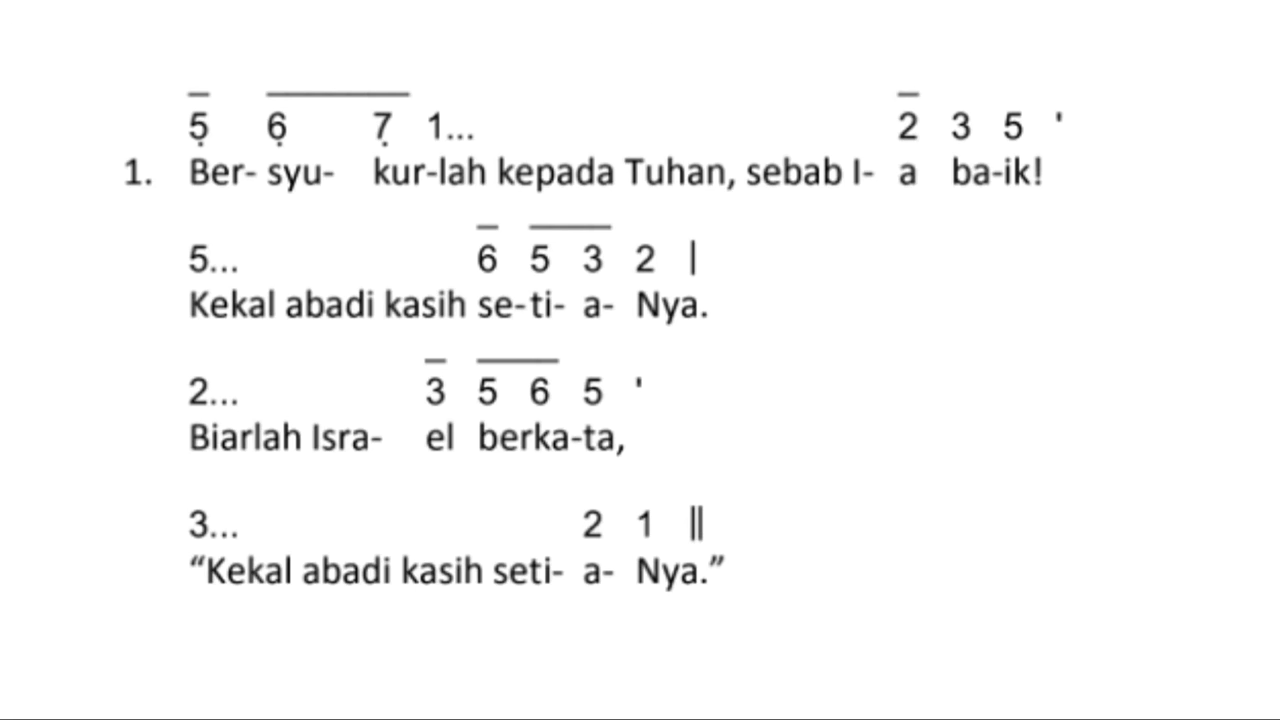 5̣ 6̣ 7̣ 1... 2 3 5 '
1. Ber- syu- kur-lah kepada Tuhan, sebab I- a ba-ik!
5... 6 5 3 2 |
Kekal abadi kasih se-ti- a- Nya.
2... 3 5 6 5 '
Biarlah Isra- el berka-ta,
3... 2 1 ||
“Kekal abadi kasih seti- a- Nya.”